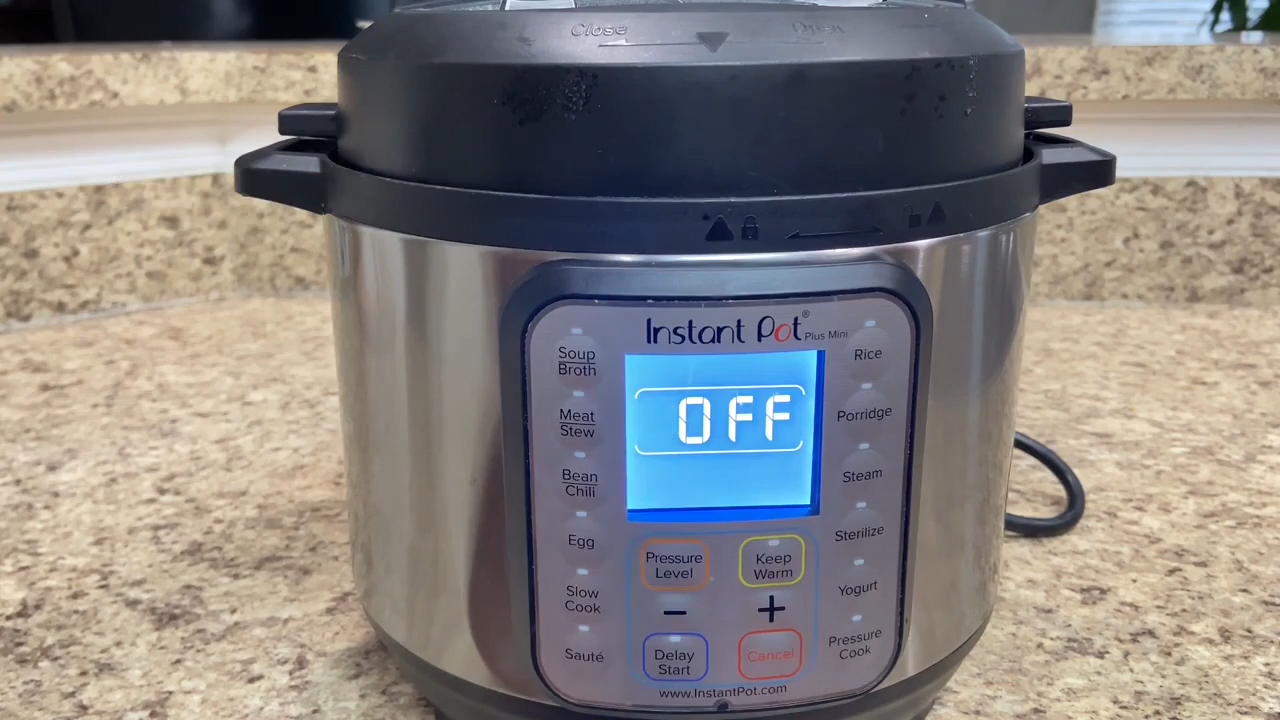 Close Open
Instant Pot® Plus Mini
OFF
Soup
Broth
Meat
Stew
Bean
Chili
Egg
Slow
Cook
Sauté
Rice
Porridge
Steam
Sterilize
Yogurt
Pressure
Cook
Pressure
Level
Keep
Warm
− +
Delay
Start
Cancel
www.InstantPot.com